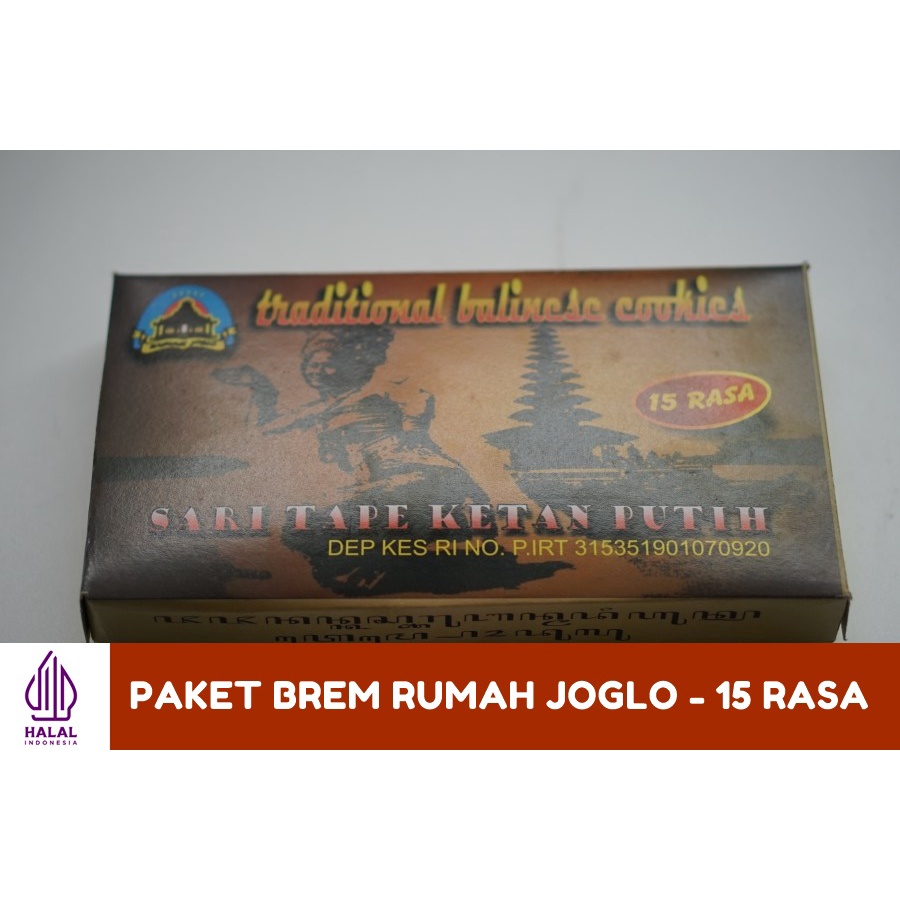 traditional balinese cookies
15 RASA
SARI TAPE KETAN PUTIH
DEP KES RI NO. P.IRT 315351901070920
HALAL
INDONESIA
PAKET BREM RUMAH JOGLO - 15 RASA